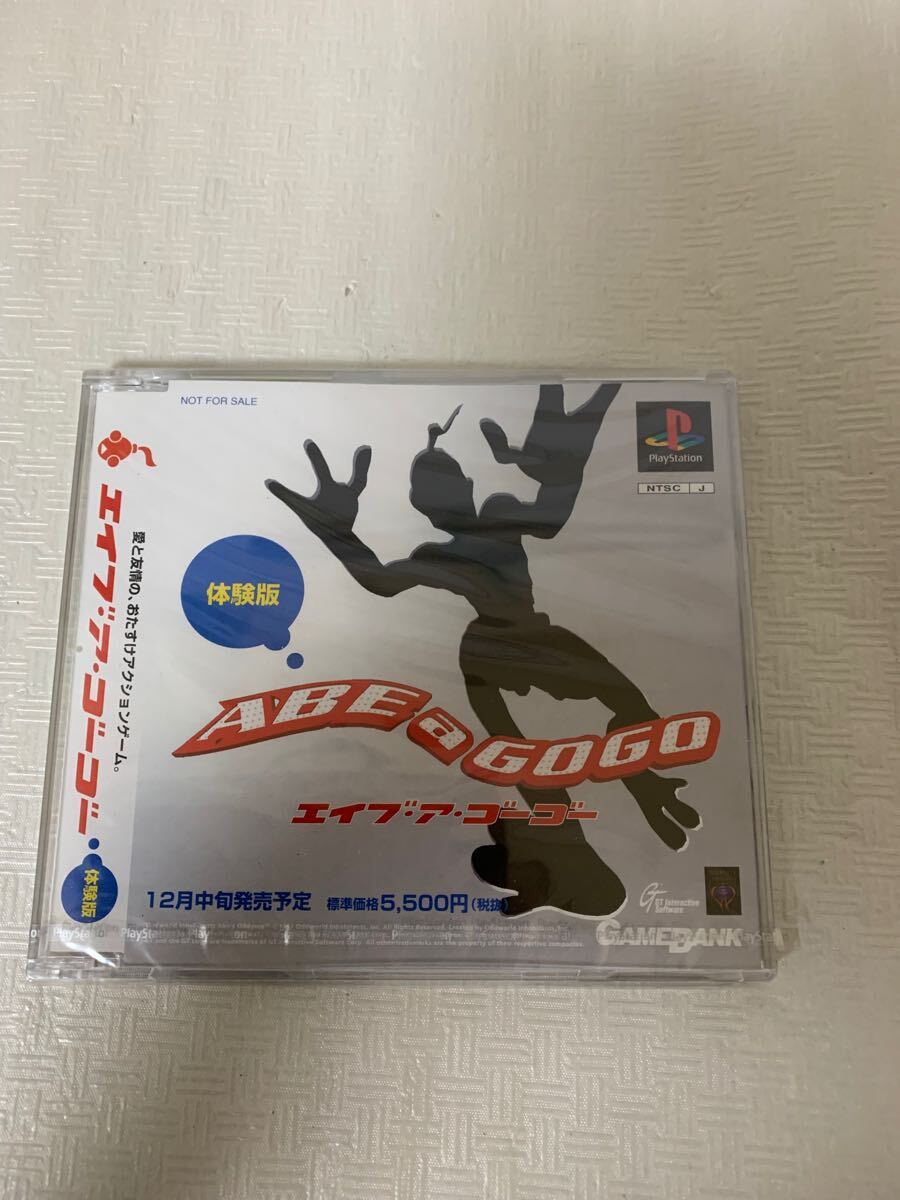 NOT FOR SALE
PlayStation
NTSC J
体験版
ABE a GOGO
エイブ・ア・ゴーゴー
12月中旬発売予定 標準価格5,500円(税抜)
GT Interactive
Software
GAMEBANK
愛と友情の、おたすけアクションゲーム。
エイブ・ア・ゴーゴー
体験版
PlayStation
PlayStation